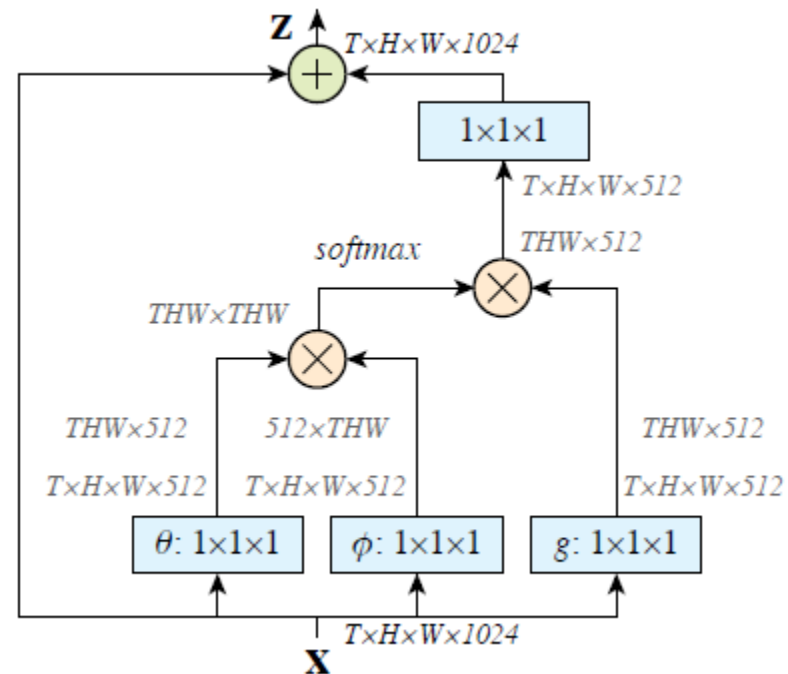 Z
T×H×W×1024
+
1×1×1
T×H×W×512
THW×512
softmax
×
THW×THW
×
THW×512 512×THW THW×512
T×H×W×512 T×H×W×512 T×H×W×512
θ: 1×1×1 ϕ: 1×1×1 g: 1×1×1
T×H×W×1024
X